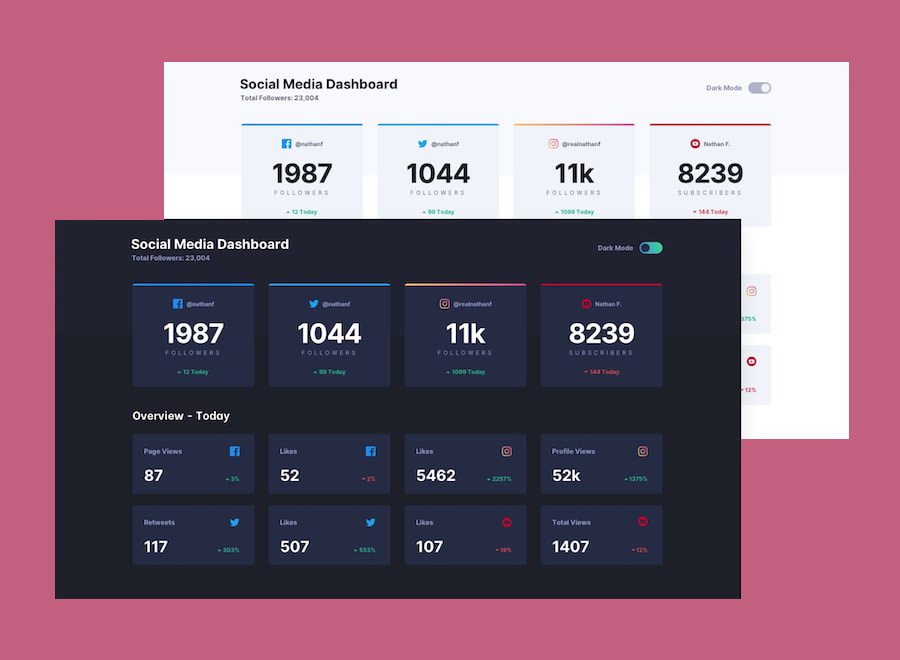 Social Media Dashboard
Total Followers: 23,004
Dark Mode
@nathanf
1987
FOLLOWERS
12 Today
@nathanf
1044
FOLLOWERS
99 Today
@realnathanf
11k
FOLLOWERS
1099 Today
Nathan F.
8239
SUBSCRIBERS
144 Today
375%
12%
Social Media Dashboard
Total Followers: 23,004
Dark Mode
@nathanf
1987
FOLLOWERS
12 Today
@nathanf
1044
FOLLOWERS
99 Today
@realnathanf
11k
FOLLOWERS
1099 Today
Nathan F.
8239
SUBSCRIBERS
144 Today
Overview - Today
Page Views
87
3%
Likes
52
2%
Likes
5462
2257%
Profile Views
52k
1375%
Retweets
117
303%
Likes
507
553%
Likes
107
19%
Total Views
1407
12%